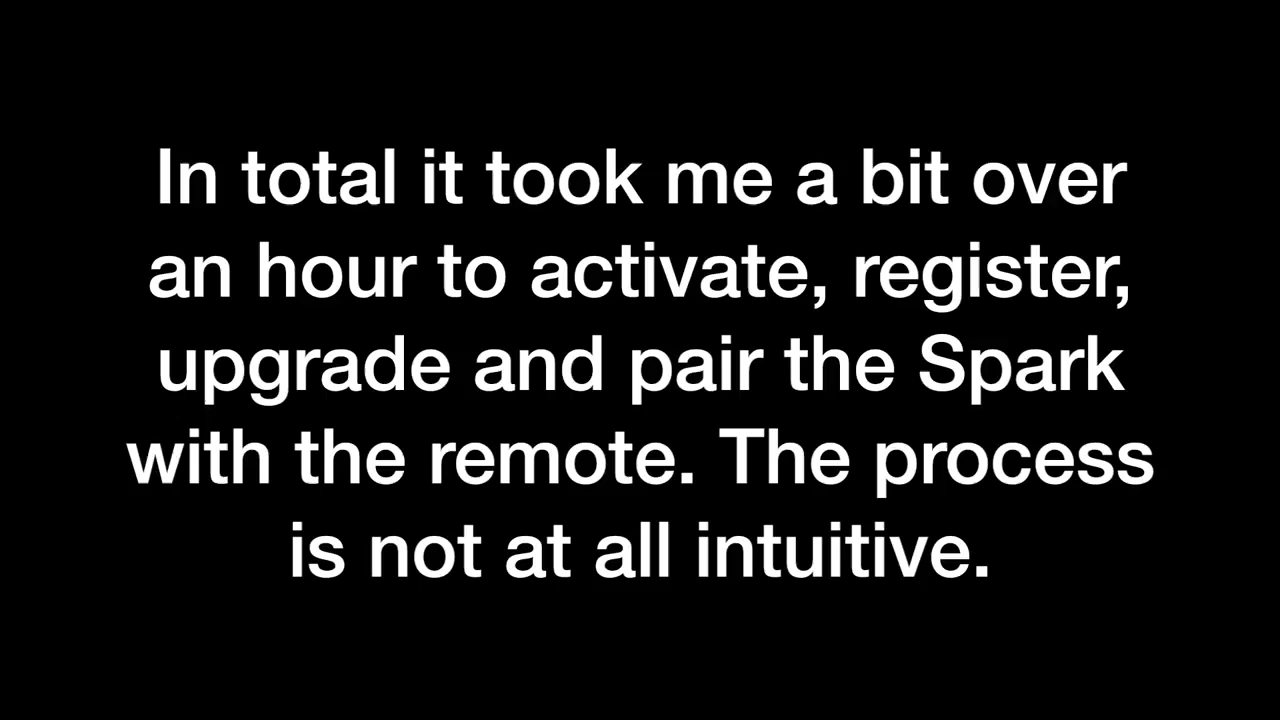 In total it took me a bit over
an hour to activate, register,
upgrade and pair the Spark
with the remote. The process
is not at all intuitive.